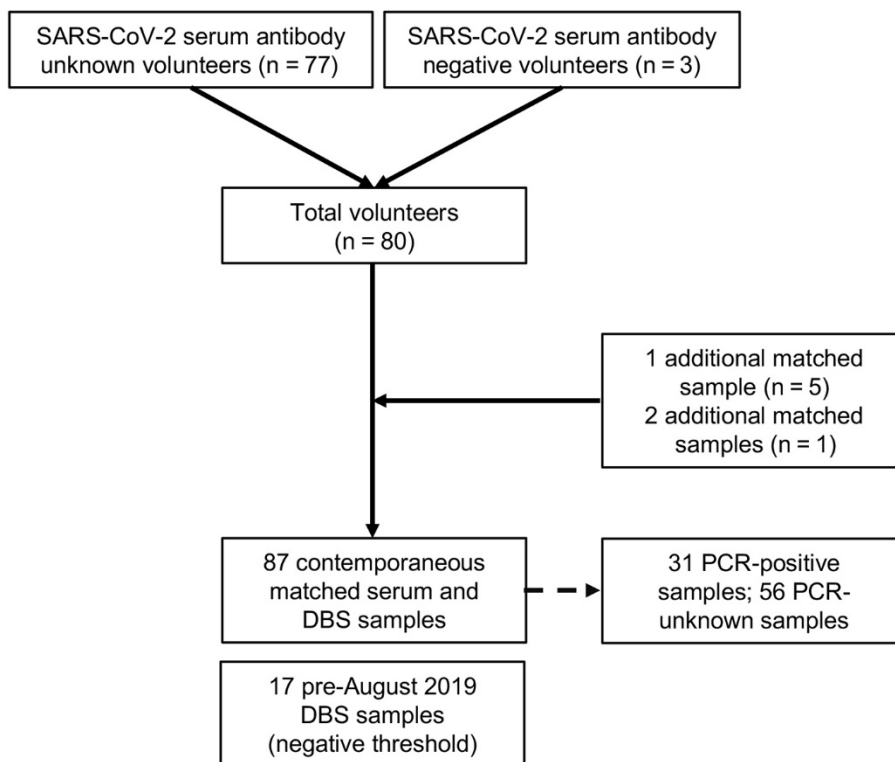 SARS-CoV-2 serum antibody
unknown volunteers (n = 77)
SARS-CoV-2 serum antibody
negative volunteers (n = 3)
Total volunteers
(n = 80)
1 additional matched
sample (n = 5)
2 additional matched
samples (n = 1)
87 contemporaneous
matched serum and
DBS samples
31 PCR-positive
samples; 56 PCR-
unknown samples
17 pre-August 2019
DBS samples
(negative threshold)